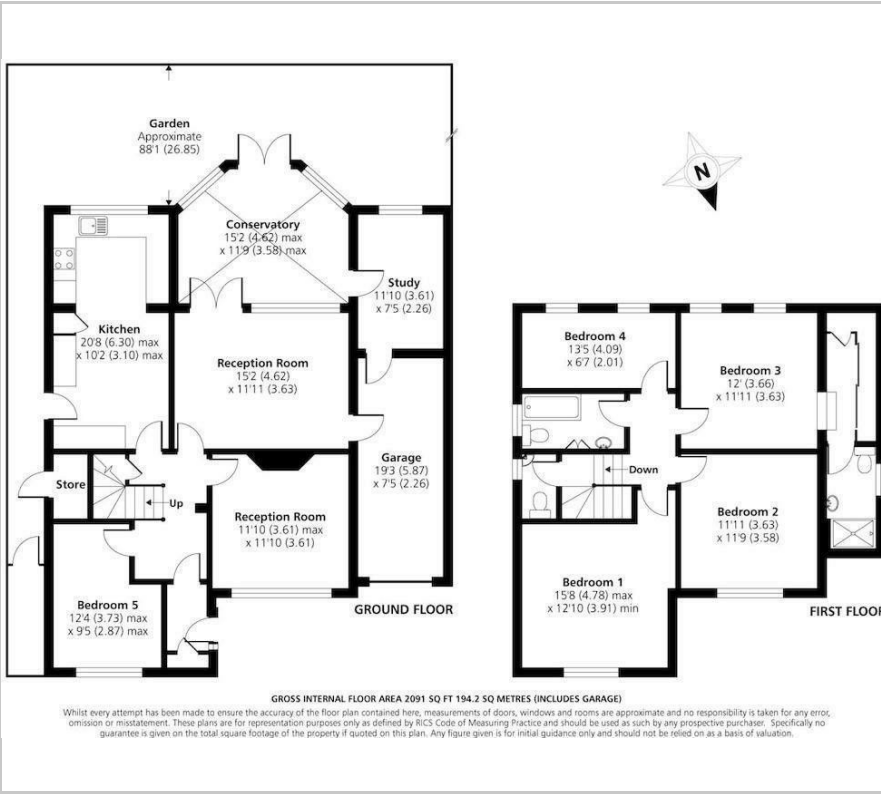 Garden
Approximate
88'1 (26.85)
N
Conservatory
15'2 (4.62) max
x 11'9 (3.58) max
Study
11'10 (3.61)
x 7'5 (2.26)
Kitchen
20'8 (6.30) max
x 10'2 (3.10) max
Reception Room
15'2 (4.62)
x 11'11 (3.63)
Bedroom 4
13'5 (4.09)
x 6'7 (2.01)
Bedroom 3
12' (3.66)
x 11'11 (3.63)
Garage
19'3 (5.87)
x 7'5 (2.26)
Store
Up
Down
Reception Room
11'10 (3.61) max
x 11'10 (3.61)
Bedroom 2
11'11 (3.63)
x 11'9 (3.58)
Bedroom 5
12'4 (3.73) max
x 9'5 (2.87) max
Bedroom 1
15'8 (4.78) max
x 12'10 (3.91) min
GROUND FLOOR
FIRST FLOOR
GROSS INTERNAL FLOOR AREA 2091 SQ FT 194.2 SQ METRES (INCLUDES GARAGE)
Whilst every attempt has been made to ensure the accuracy of the floor plan contained here, measurements of doors, windows and rooms are approximate and no responsibility is taken for any error,
omission or misstatement. These plans are for representation purposes only as defined by RICS Code of Measuring Practice and should be used as such by any prospective purchaser. Specifically no
guarantee is given on the total square footage of the property if quoted on this plan. Any figure given is for initial guidance only and should not be relied on as a basis of valuation.